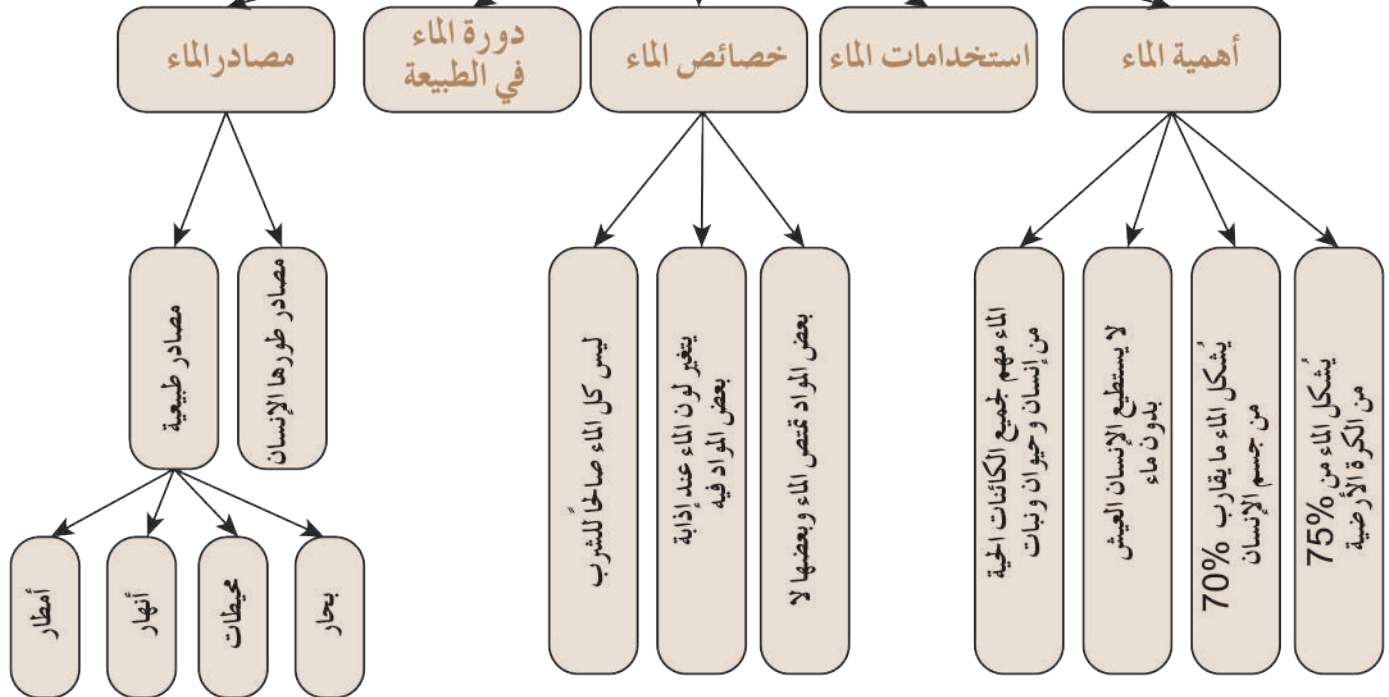 أهمية الماء
استخدامات الماء
خصائص الماء
دورة الماء
في الطبيعة
مصادر الماء
يُشكل الماء من 75%
من الكرة الأرضية
يُشكل الماء ما يقارب 70%
من جسم الإنسان
لا يستطيع الإنسان العيش
بدون ماء
الماء مهم لجميع الكائنات الحية
من إنسان وحيوان ونبات
بعض المواد تمتص الماء وبعضها لا
يتغير لون الماء عند إذابة
بعض المواد فيه
ليس كل الماء صالحاً للشرب
مصادر طورها الإنسان
مصادر طبيعية
بحار
محيطات
أنهار
أمطار